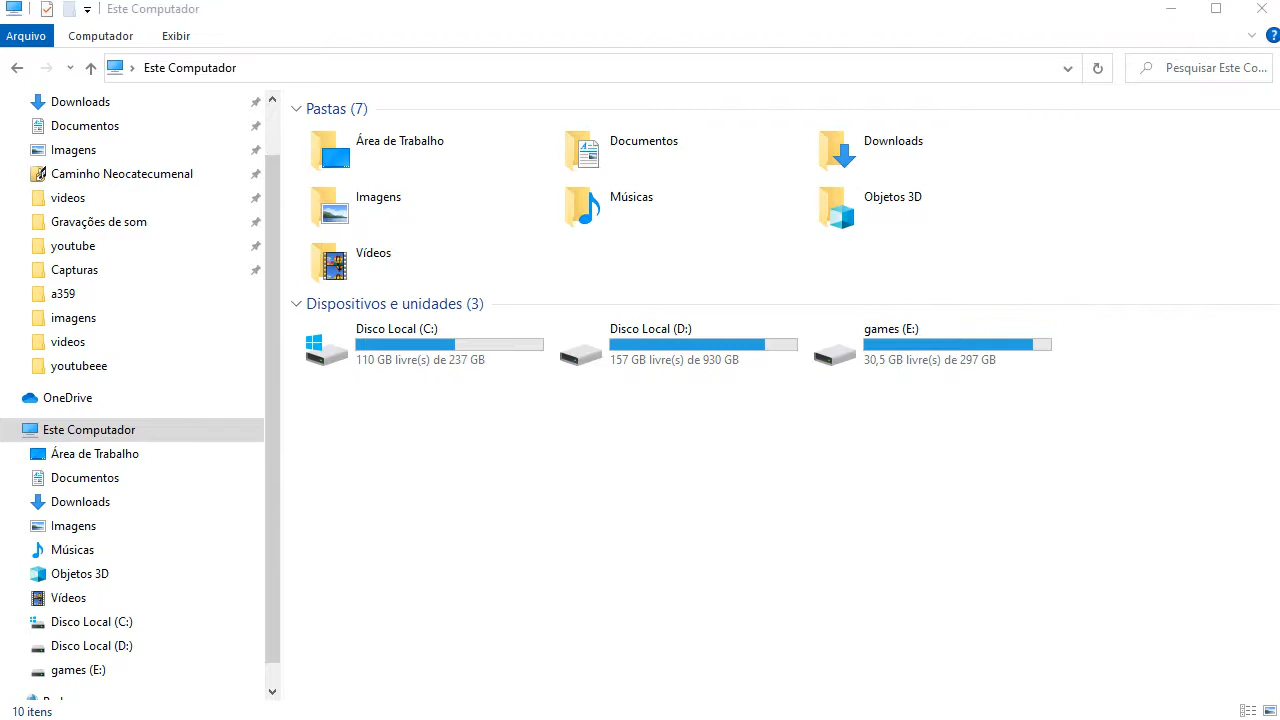 Este Computador
Arquivo
Computador
Exibir
?
Este Computador
Pesquisar Este Co...
Downloads
Documentos
Imagens
Caminho Neocatecumenal
videos
Gravações de som
youtube
Capturas
a359
imagens
videos
youtubeee
OneDrive
Este Computador
Área de Trabalho
Documentos
Downloads
Imagens
Músicas
Objetos 3D
Vídeos
Disco Local (C:)
Disco Local (D:)
games (E:)
Pastas (7)
Área de Trabalho
Documentos
Downloads
Imagens
Músicas
Objetos 3D
Vídeos
Dispositivos e unidades (3)
Disco Local (C:)
110 GB livre(s) de 237 GB
Disco Local (D:)
157 GB livre(s) de 930 GB
games (E:)
30,5 GB livre(s) de 297 GB
10 itens